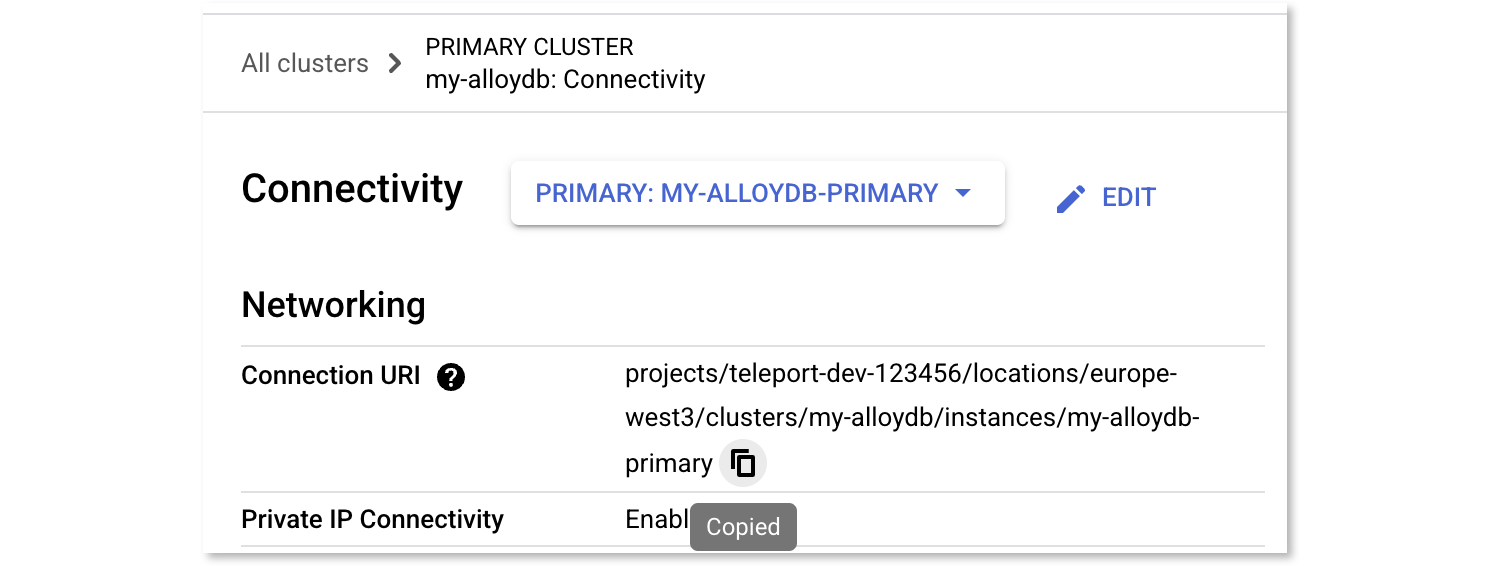 All clusters
PRIMARY CLUSTER
my-alloydb: Connectivity
Connectivity
PRIMARY: MY-ALLOYDB-PRIMARY
EDIT
Networking
Connection URI
projects/teleport-dev-123456/locations/europe-
west3/clusters/my-alloydb/instances/my-alloydb-
primary
Private IP Connectivity
Enabl
Copied